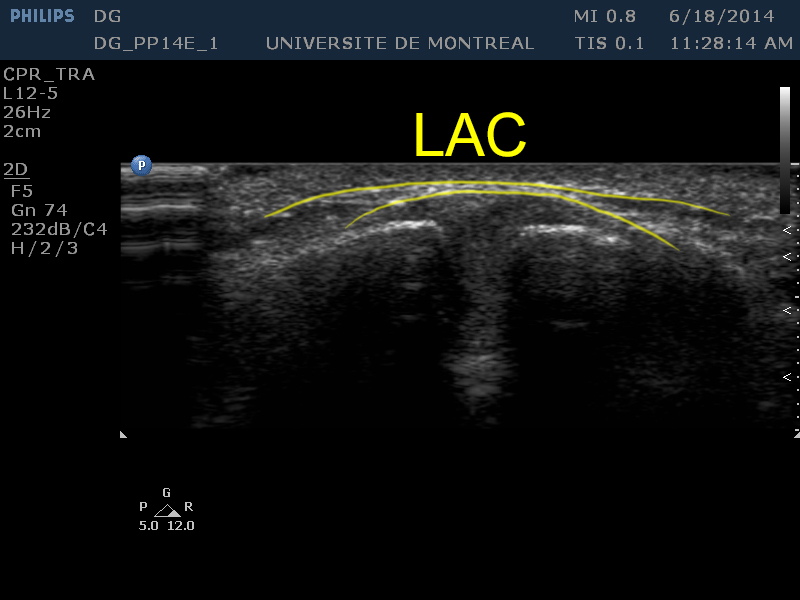 PHILIPS DG MI 0.8 6/18/2014
DG_PP14E_1 UNIVERSITE DE MONTREAL TIS 0.1 11:28:14 AM
CPR_TRA
L12-5
26Hz
2cm
2D
F5
Gn 74
232dB/C4
H/2/3
LAC
P
G
P R
5.0 12.0